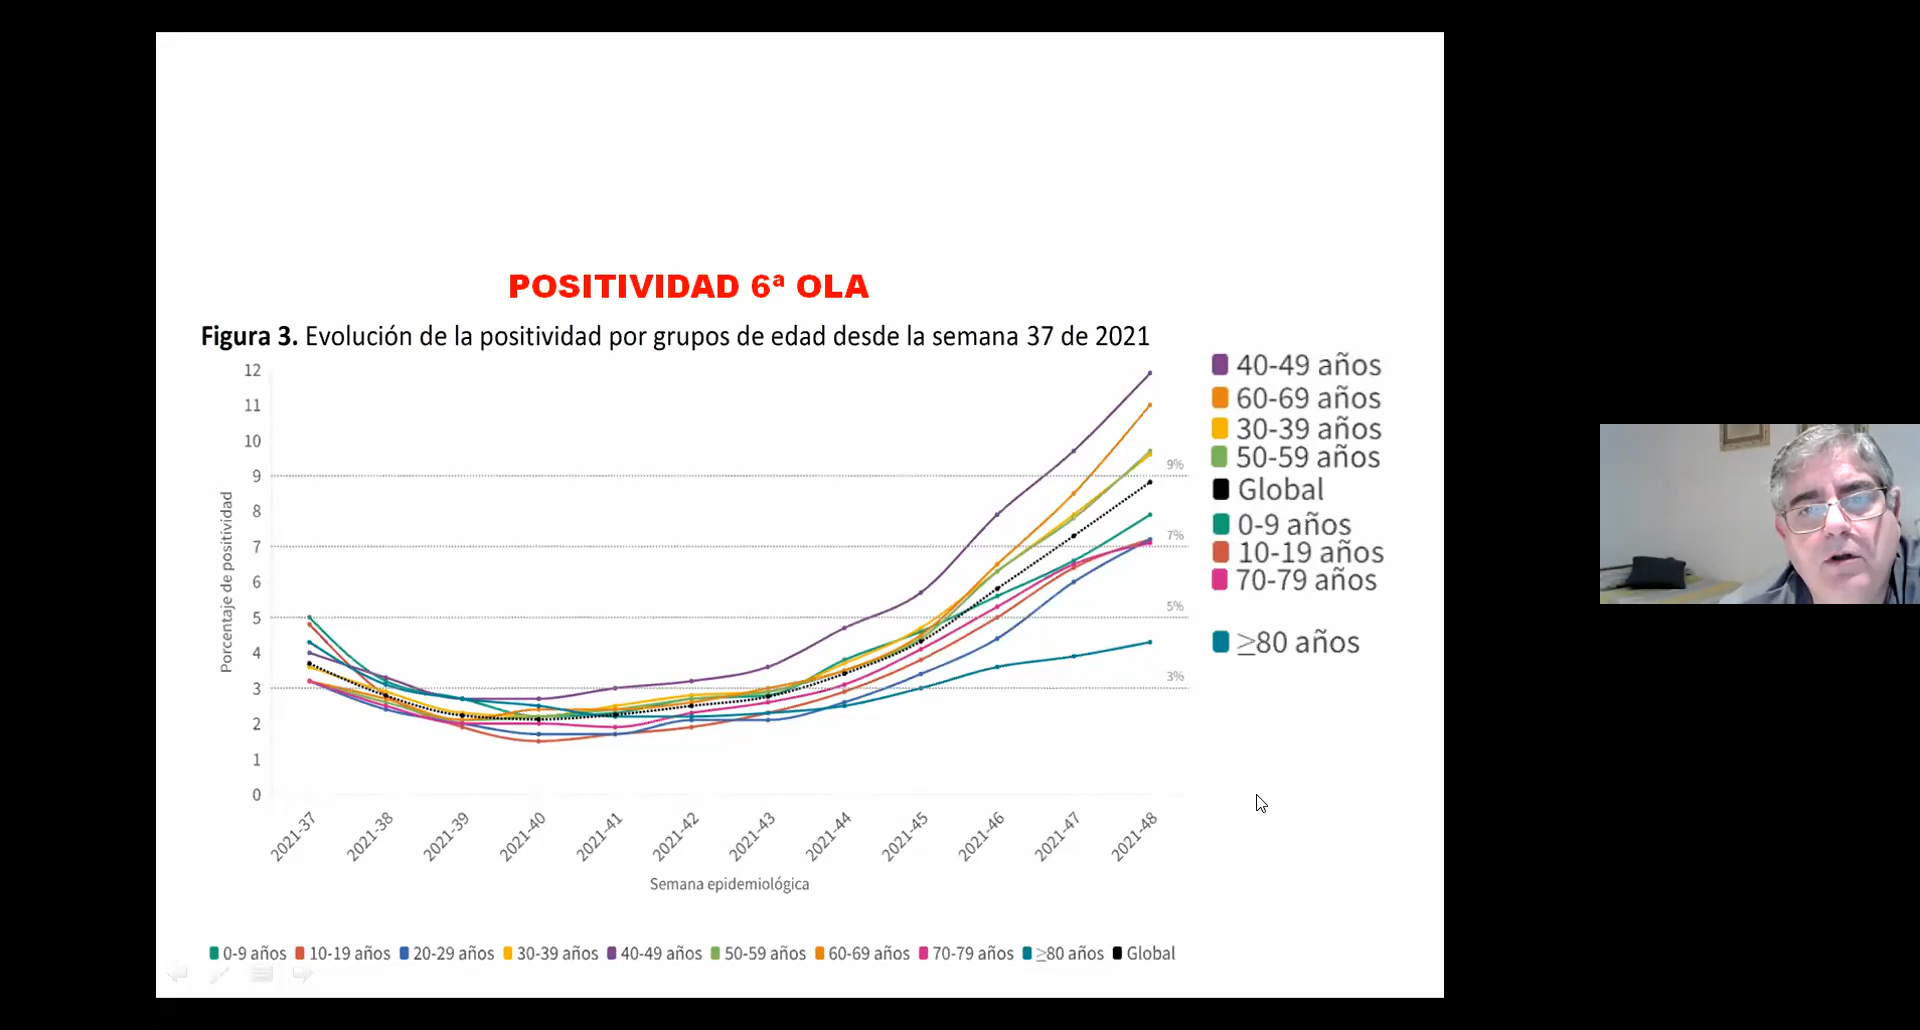 POSITIVIDAD 6ª OLA
Figura 3. Evolución de la positividad por grupos de edad desde la semana 37 de 2021
12
11
10
9
8
7
6
5
4
3
2
1
0
Porcentaje de positividad
9%
7%
5%
3%
2021-37
2021-38
2021-39
2021-40
2021-41
2021-42
2021-43
2021-44
2021-45
2021-46
2021-47
2021-48
Semana epidemiológica
40-49 años
60-69 años
30-39 años
50-59 años
Global
0-9 años
10-19 años
70-79 años
≥80 años
0-9 años 10-19 años 20-29 años 30-39 años 40-49 años 50-59 años 60-69 años 70-79 años ≥80 años Global